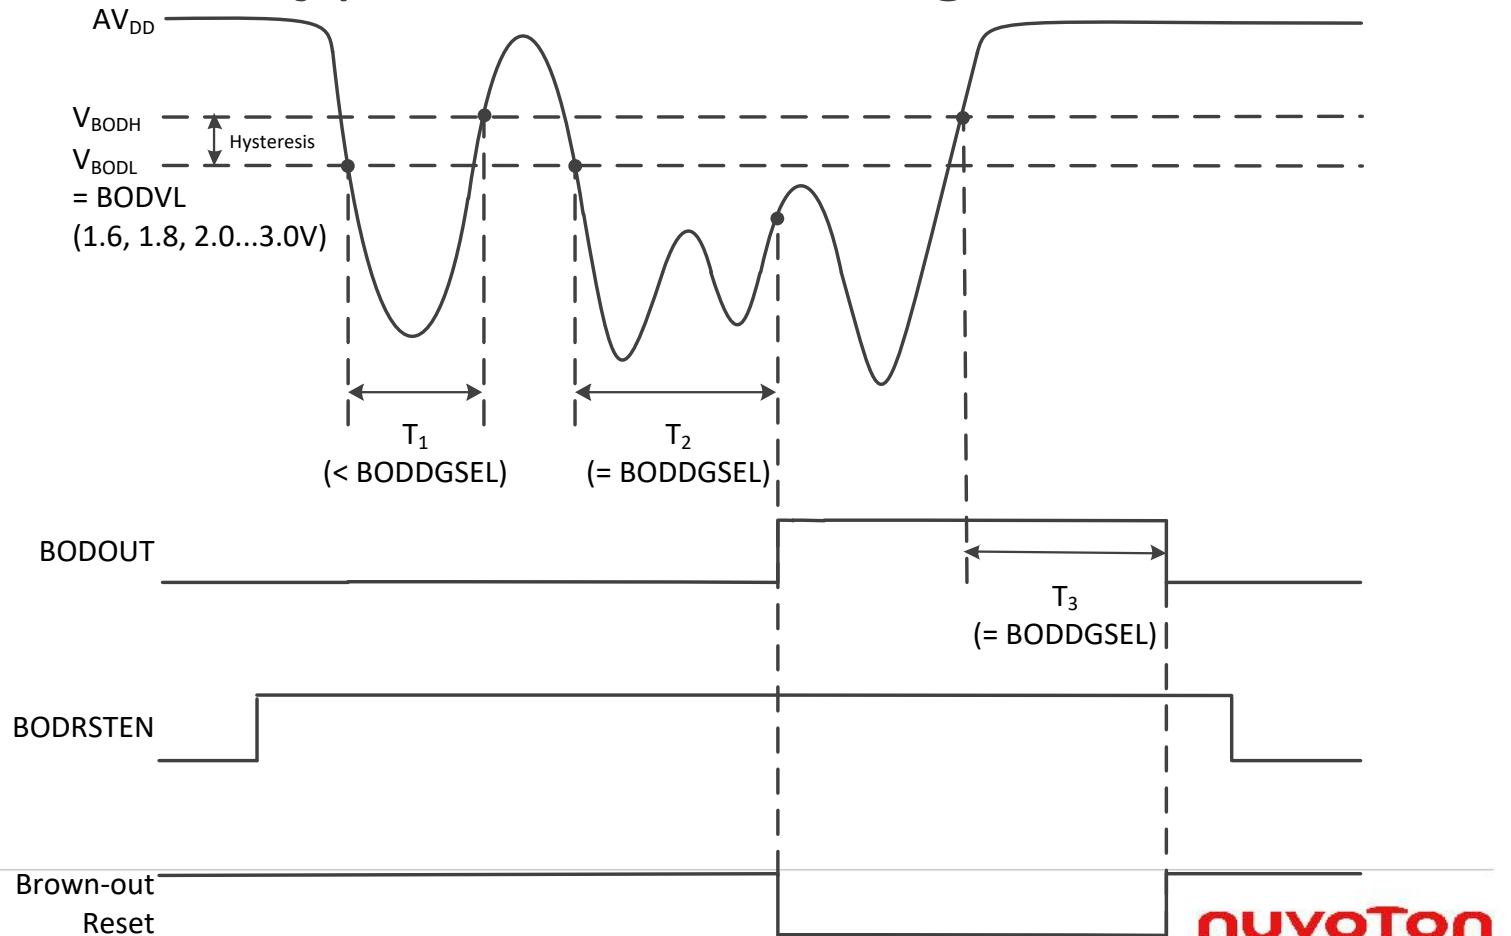 AVDD
VBODH
Hysteresis
VBODL
= BODVL
(1.6, 1.8, 2.0...3.0V)
T1
(< BODDGSEL)
T2
(= BODDGSEL)
BODOUT
T3
(= BODDGSEL)
BODRSTEN
Brown-out
Reset
nuvoTon